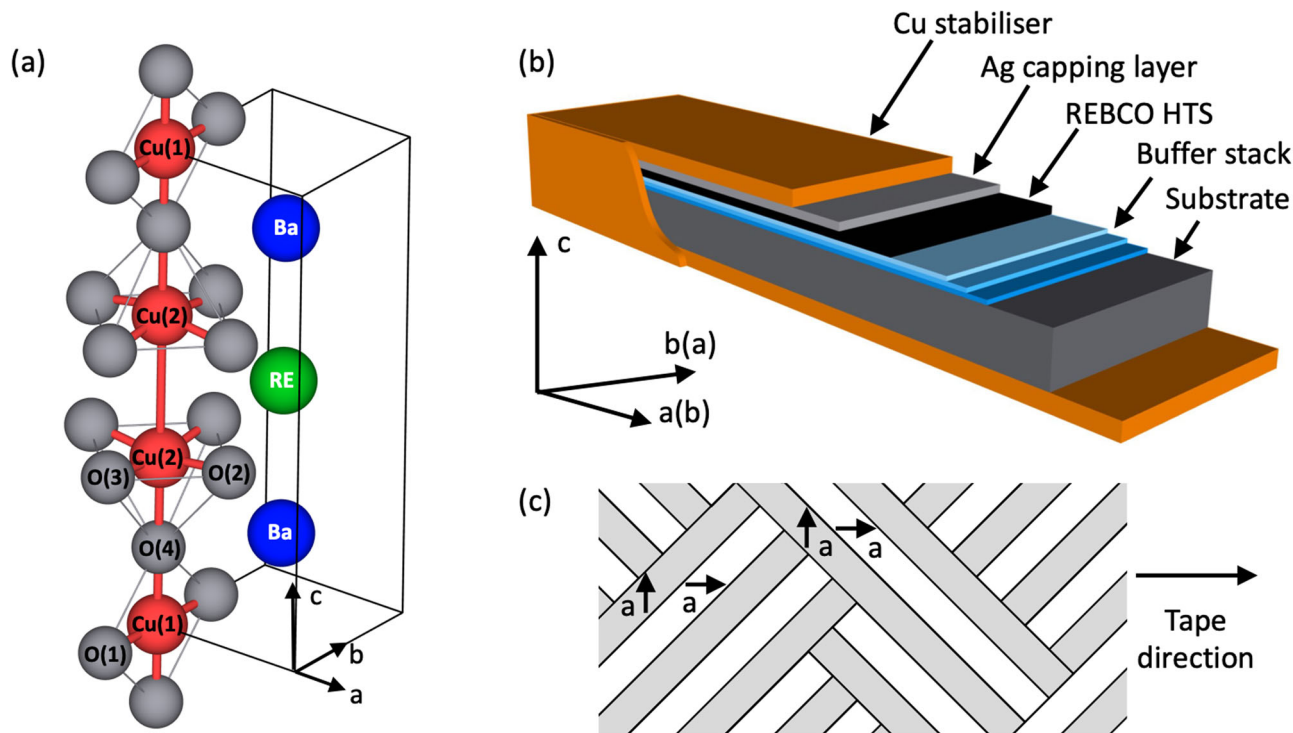 (a)
Cu(1)
Ba
Cu(2)
RE
Cu(2)
O(3)
O(2)
Ba
O(4)
Cu(1)
O(1)
c
b
a
(b)
Cu stabiliser
Ag capping layer
REBCO HTS
Buffer stack
Substrate
c
b(a)
a(b)
(c)
a
a
a
a
Tape
direction